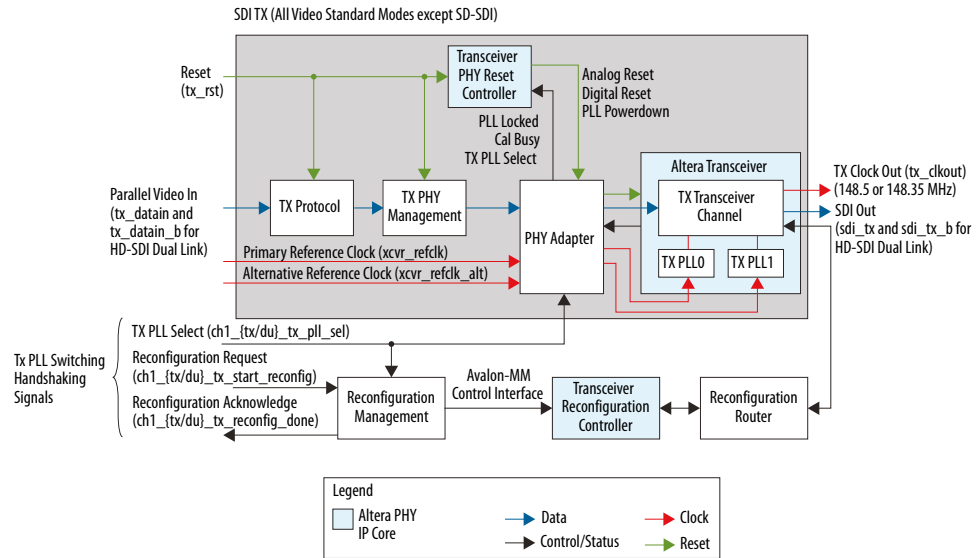 SDI TX (All Video Standard Modes except SD-SDI)
Reset
(tx_rst)
Transceiver
PHY Reset
Controller
Analog Reset
Digital Reset
PLL Powerdown
PLL Locked
Cal Busy
TX PLL Select
Parallel Video In
(tx_datain and
tx_datain_b for
HD-SDI Dual Link)
TX Protocol
TX PHY
Management
PHY Adapter
Altera Transceiver
TX Transceiver
Channel
TX PLL0
TX PLL1
TX Clock Out (tx_clkout)
(148.5 or 148.35 MHz)
SDI Out
(sdi_tx and sdi_tx_b for
HD-SDI Dual Link)
Primary Reference Clock (xcvr_refclk)
Alternative Reference Clock (xcvr_refclk_alt)
Tx PLL Switching
Handshaking
Signals
TX PLL Select (ch1_{tx/du}_tx_pll_sel)
Reconfiguration Request
(ch1_{tx/du}_tx_start_reconfig)
Reconfiguration Acknowledge
(ch1_{tx/du}_tx_reconfig_done)
Reconfiguration
Management
Avalon-MM
Control Interface
Transceiver
Reconfiguration
Controller
Reconfiguration
Router
Legend
Altera PHY
IP Core
Data
Control/Status
Clock
Reset